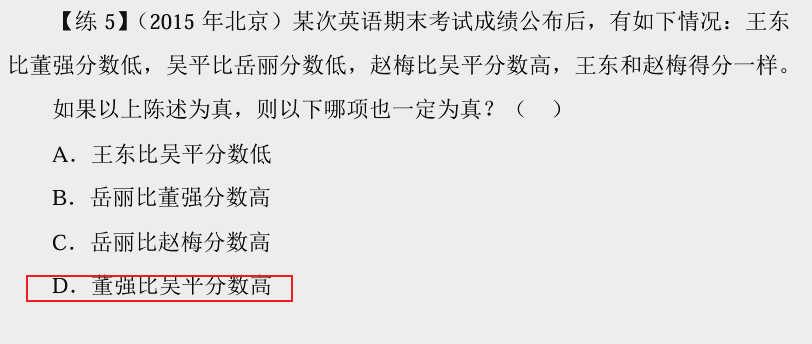 【练 5】（2015 年北京）某次英语期末考试成绩公布后，有如下情况：王东
比董强分数低，吴平比岳丽分数低，赵梅比吴平分数高，王东和赵梅得分一样。
如果以上陈述为真，则以下哪项也一定为真？（ ）
A．王东比吴平分数低
B．岳丽比董强分数高
C．岳丽比赵梅分数高
D．董强比吴平分数高